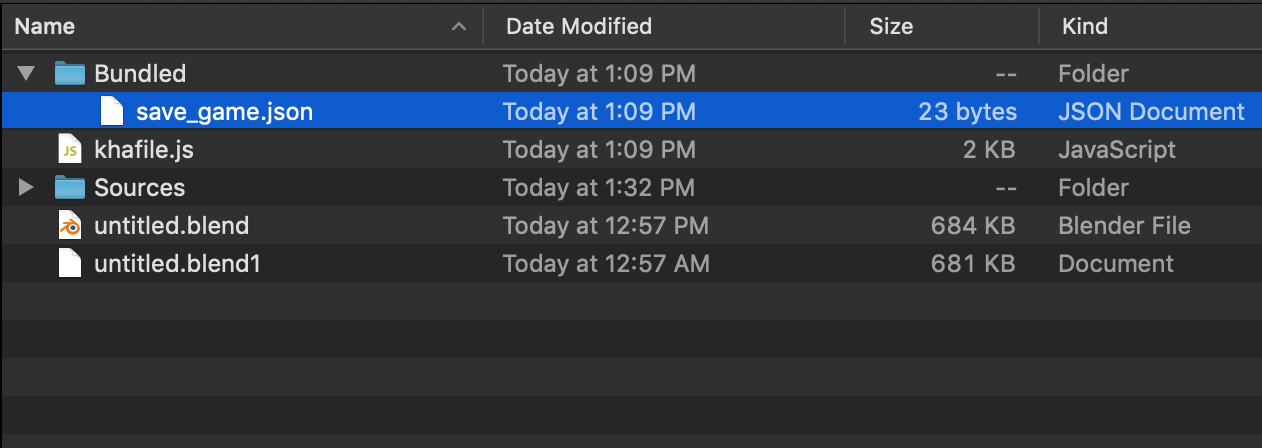 Name Date Modified Size Kind
Bundled Today at 1:09 PM -- Folder
save_game.json Today at 1:09 PM 23 bytes JSON Document
JS khafile.js Today at 1:09 PM 2 KB JavaScript
Sources Today at 1:32 PM -- Folder
untitled.blend Today at 12:57 PM 684 KB Blender File
untitled.blend1 Today at 12:57 AM 681 KB Document